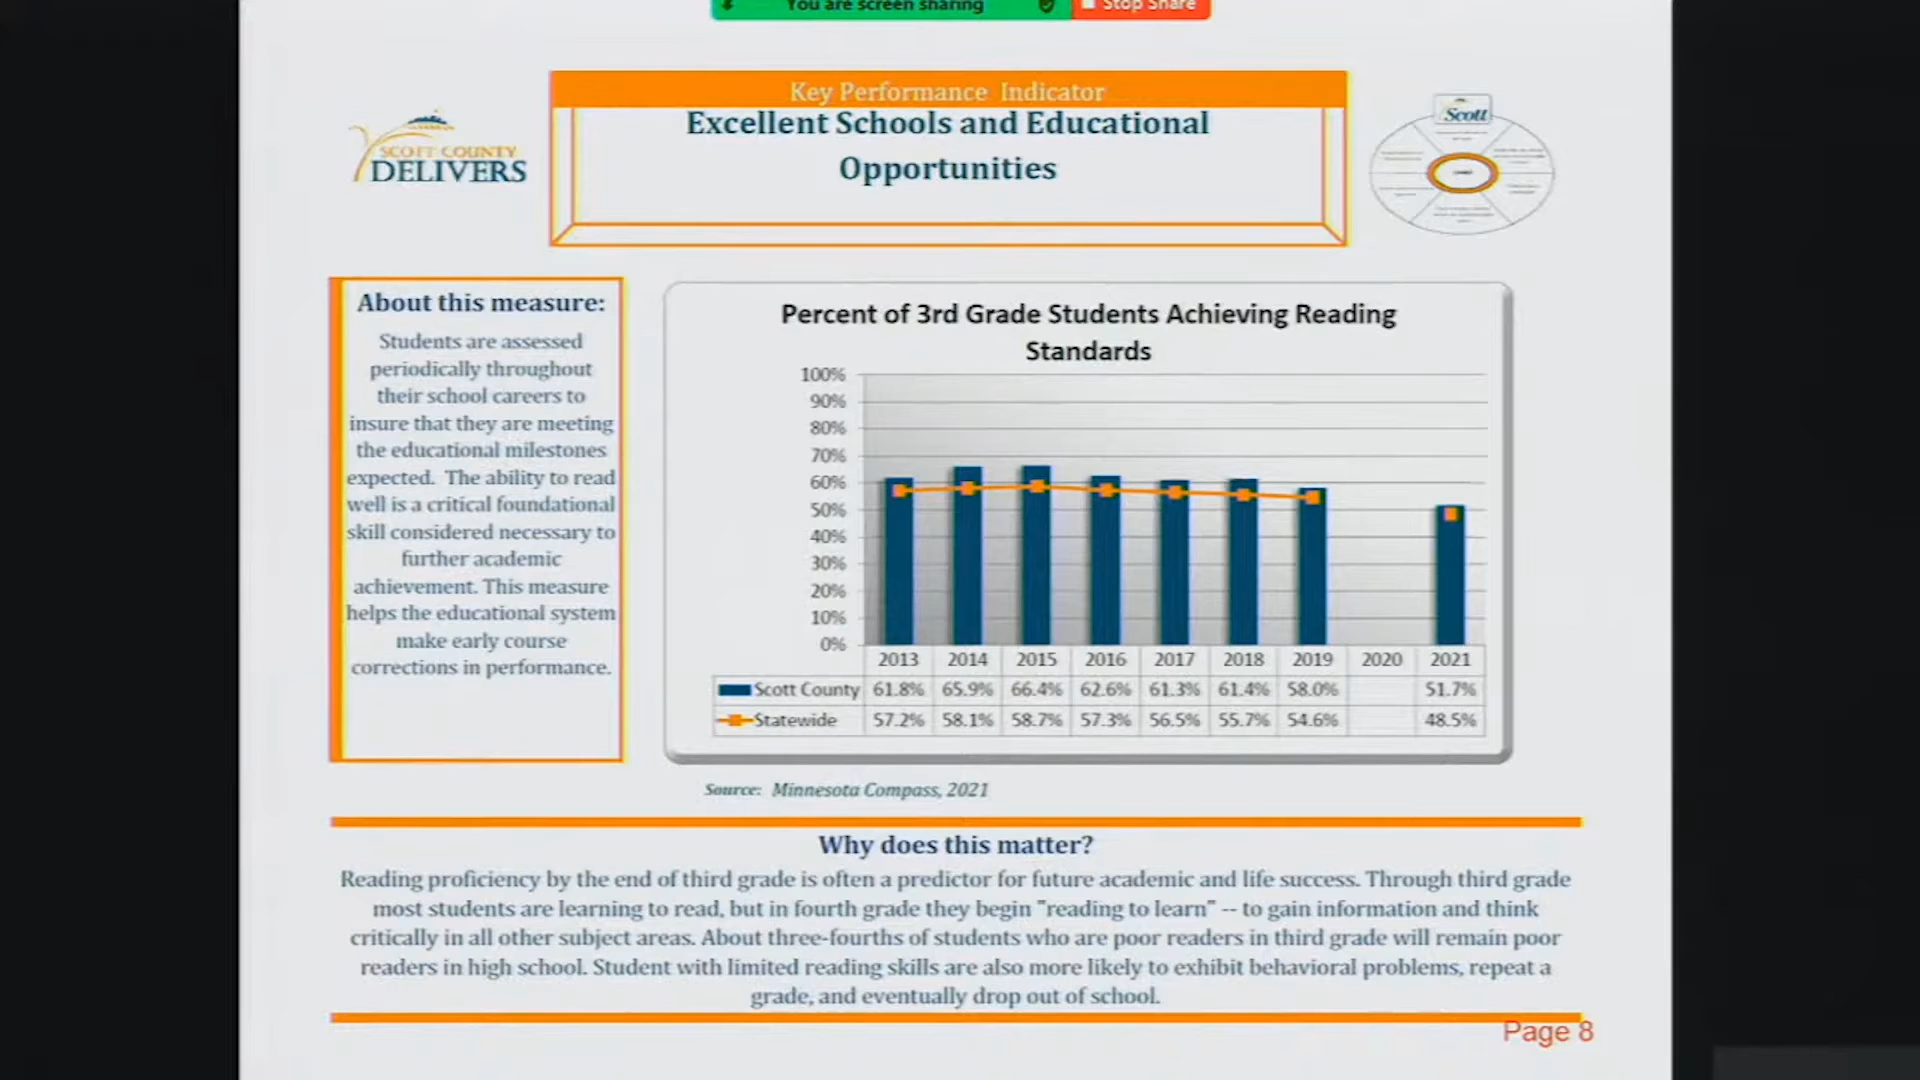 You are screen sharing
Stop Share
Key Performance Indicator
Excellent Schools and Educational
Opportunities
SCOTT COUNTY
DELIVERS
Scott
About this measure:
Students are assessed
periodically throughout
their school careers to
insure that they are meeting
the educational milestones
expected. The ability to read
well is a critical foundational
skill considered necessary to
further academic
achievement. This measure
helps the educational system
make early course
corrections in performance.
Percent of 3rd Grade Students Achieving Reading
Standards
100%
90%
80%
70%
60%
50%
40%
30%
20%
10%
0%
2013 2014 2015 2016 2017 2018 2019 2020 2021
Scott County 61.8% 65.9% 66.4% 62.6% 61.3% 61.4% 58.0% 51.7%
Statewide 57.2% 58.1% 58.7% 57.3% 56.5% 55.7% 54.6% 48.5%
Source: Minnesota Compass, 2021
Why does this matter?
Reading proficiency by the end of third grade is often a predictor for future academic and life success. Through third grade
most students are learning to read, but in fourth grade they begin "reading to learn" -- to gain information and think
critically in all other subject areas. About three-fourths of students who are poor readers in third grade will remain poor
readers in high school. Student with limited reading skills are also more likely to exhibit behavioral problems, repeat a
grade, and eventually drop out of school.
Page 8